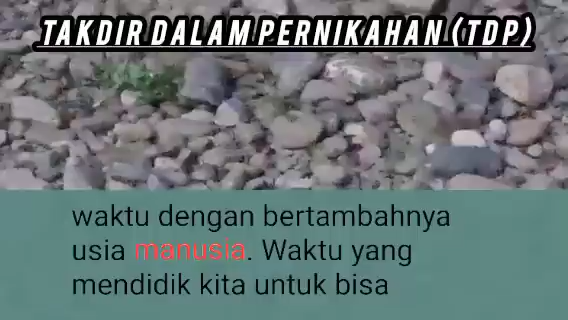 TAKDIR DALAM PERNIKAHAN (TDP)
waktu dengan bertambahnya
usia manusia. Waktu yang
mendidik kita untuk bisa